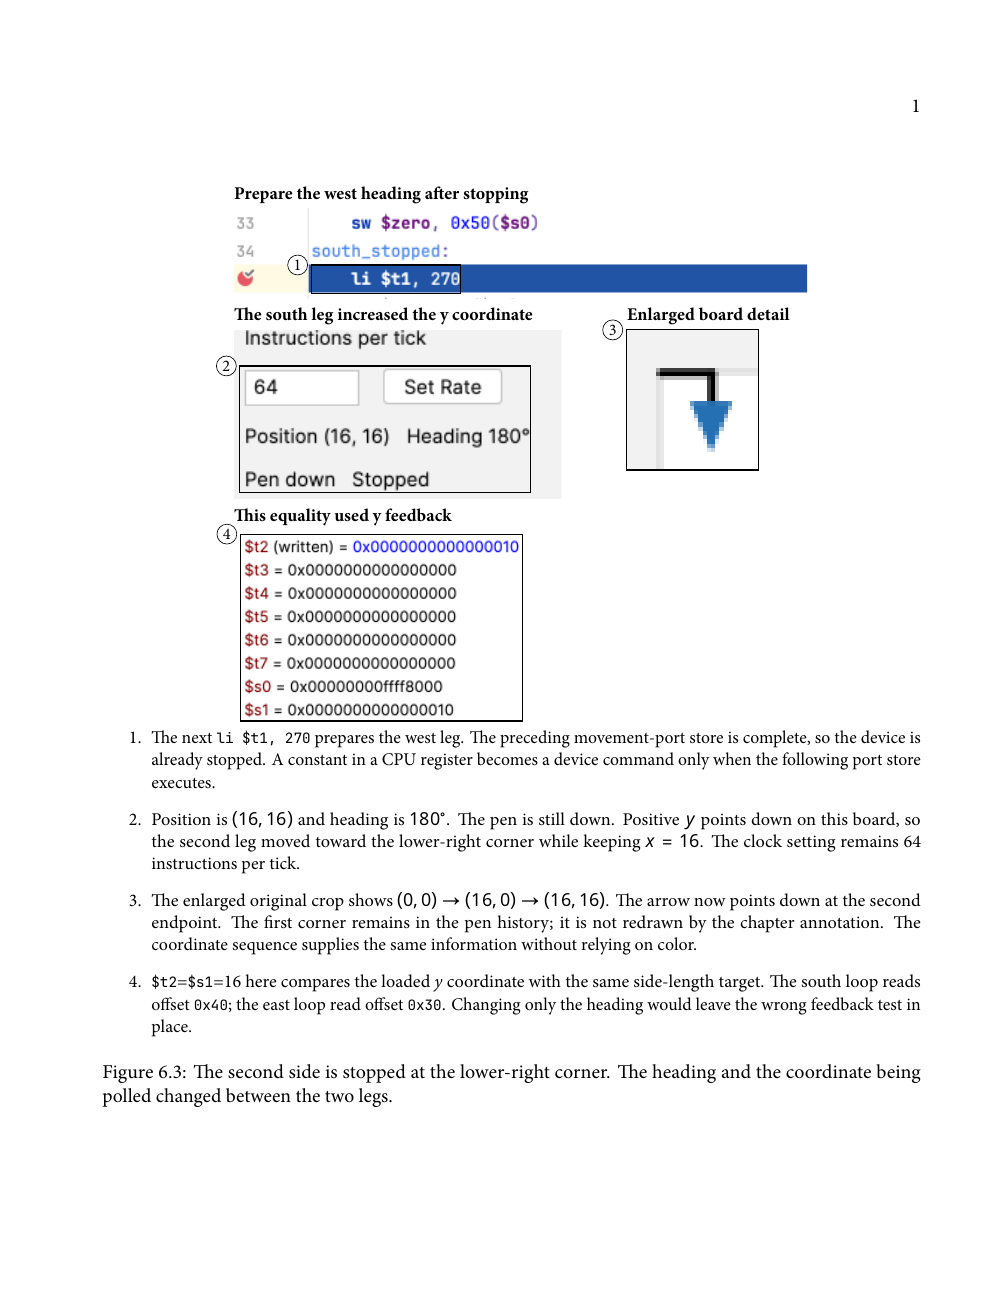 1
Prepare the west heading after stopping
33 sw $zero, 0x50($s0)
34 south_stopped:
1 li $t1, 270
The south leg increased the y coordinate
Enlarged board detail
3
Instructions per tick
2
64 Set Rate
Position (16, 16) Heading 180°
Pen down Stopped
This equality used y feedback
4
$t2 (written) = 0x0000000000000010
$t3 = 0x0000000000000000
$t4 = 0x0000000000000000
$t5 = 0x0000000000000000
$t6 = 0x0000000000000000
$t7 = 0x0000000000000000
$s0 = 0x00000000ffff8000
$s1 = 0x0000000000000010
1. The next li $t1, 270 prepares the west leg. The preceding movement-port store is complete, so the device is
already stopped. A constant in a CPU register becomes a device command only when the following port store
executes.
2. Position is (16, 16) and heading is 180°. The pen is still down. Positive y points down on this board, so
the second leg moved toward the lower-right corner while keeping x = 16. The clock setting remains 64
instructions per tick.
3. The enlarged original crop shows (0, 0) → (16, 0) → (16, 16). The arrow now points down at the second
endpoint. The first corner remains in the pen history; it is not redrawn by the chapter annotation. The
coordinate sequence supplies the same information without relying on color.
4. $t2=$s1=16 here compares the loaded y coordinate with the same side-length target. The south loop reads
offset 0x40; the east loop read offset 0x30. Changing only the heading would leave the wrong feedback test in
place.
Figure 6.3: The second side is stopped at the lower-right corner. The heading and the coordinate being
polled changed between the two legs.